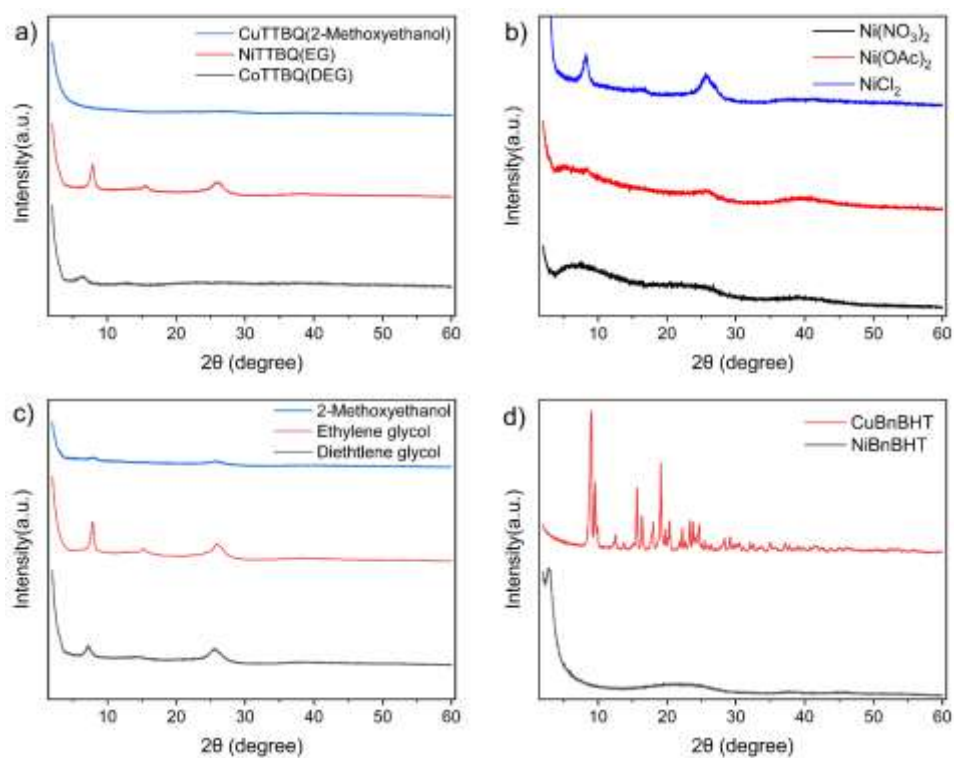 a)
CuTTBQ(2-Methoxyethanol)
NiTTBQ(EG)
CoTTBQ(DEG)
Intensity(a.u.)
10 20 30 40 50 60
2θ (degree)
b)
Ni(NO₃)₂
Ni(OAc)₂
NiCl₂
Intensity(a.u.)
10 20 30 40 50 60
2θ (degree)
c)
2-Methoxyethanol
Ethylene glycol
Diethtlene glycol
Intensity(a.u.)
10 20 30 40 50 60
2θ (degree)
d)
CuBnBHT
NiBnBHT
Intensity(a.u.)
10 20 30 40 50 60
2θ (degree)